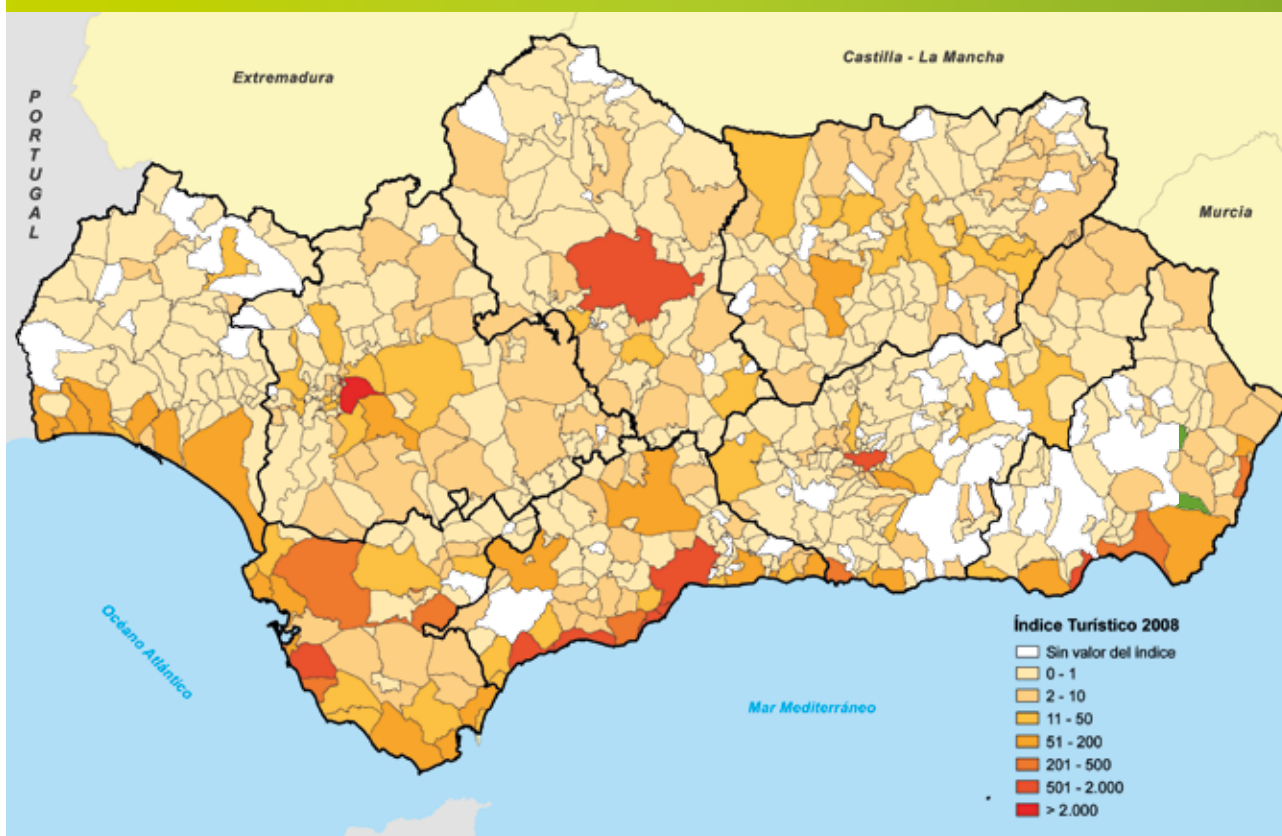 Extremadura
Castilla - La Mancha
PORTUGAL
Murcia
Océano Atlántico
Mar Mediterráneo
Índice Turístico 2008
Sin valor del índice
0 - 1
2 - 10
11 - 50
51 - 200
201 - 500
501 - 2.000
> 2.000